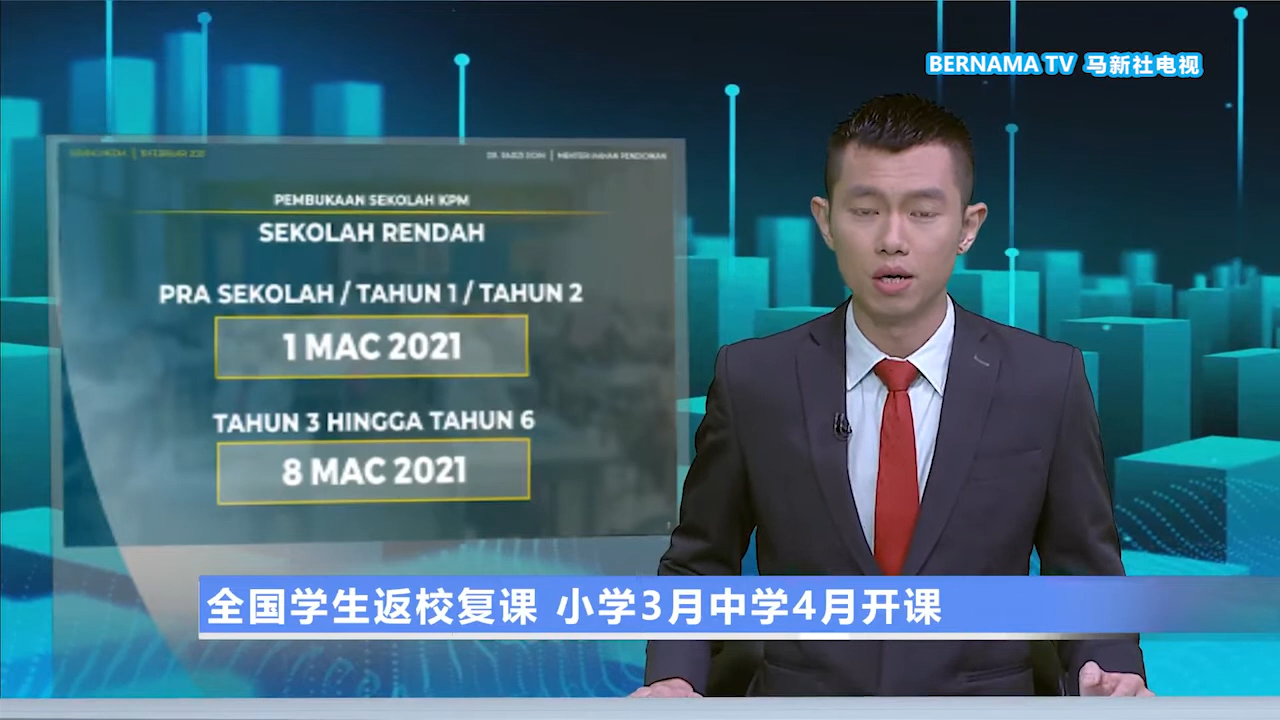 BERNAMA TV 马新社电视
PEMBUKAAN SEKOLAH KPM
SEKOLAH RENDAH
PRA SEKOLAH / TAHUN 1 / TAHUN 2
1 MAC 2021
TAHUN 3 HINGGA TAHUN 6
8 MAC 2021
全国学生返校复课 小学3月中学4月开课